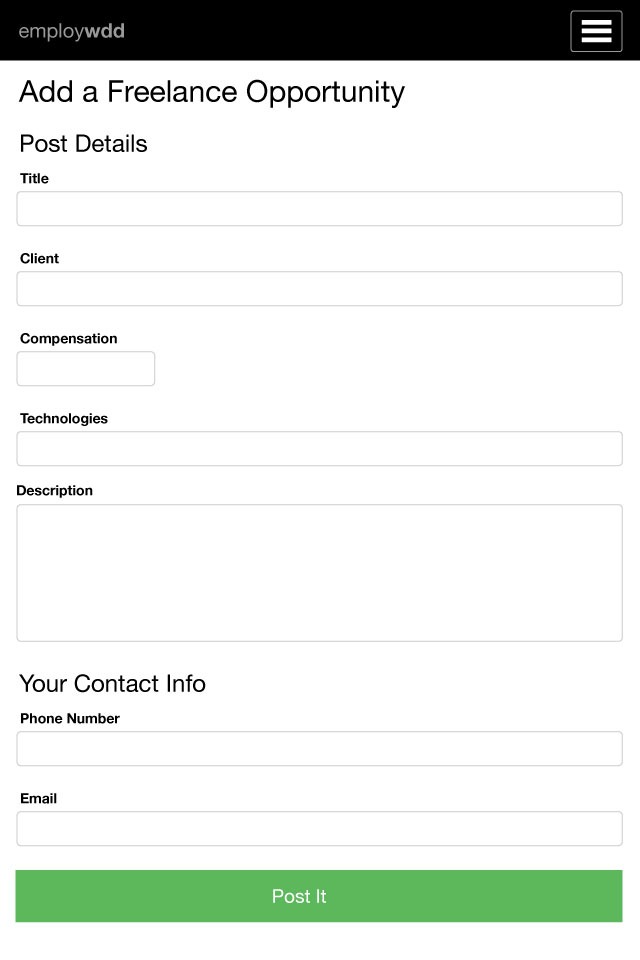 employwdd
Add a Freelance Opportunity
Post Details
Title
Client
Compensation
Technologies
Description
Your Contact Info
Phone Number
Email
Post It